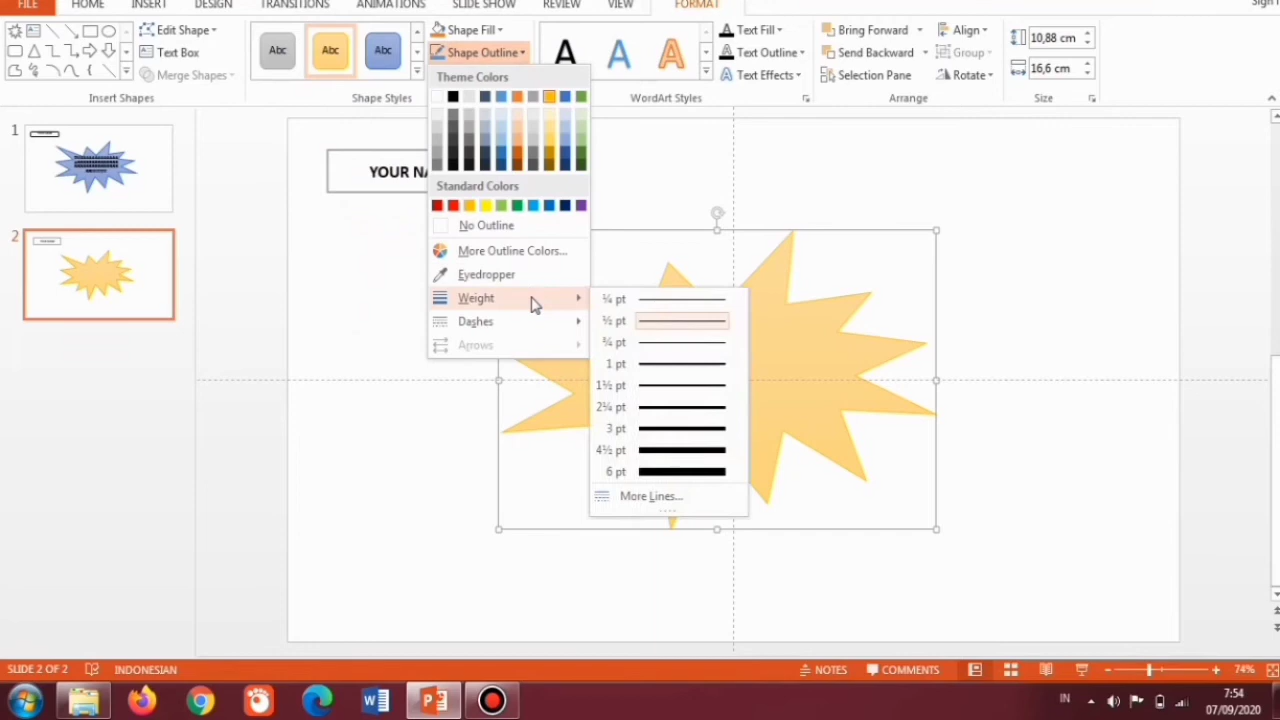 FILE HOME INSERT DESIGN TRANSITIONS ANIMATIONS SLIDE SHOW REVIEW VIEW FORMAT Sign
Edit Shape
Text Box
Merge Shapes
Insert Shapes
Abc Abc Abc
Shape Styles
Shape Fill
Shape Outline
A A A
Text Fill
Text Outline
Text Effects
WordArt Styles
Bring Forward
Send Backward
Selection Pane
Align
Group
Rotate
Arrange
10,88 cm
16,6 cm
Size
Theme Colors
Standard Colors
No Outline
More Outline Colors...
Eyedropper
Weight
Dashes
Arrows
¼ pt
½ pt
¾ pt
1 pt
1½ pt
2¼ pt
3 pt
4½ pt
6 pt
More Lines...
1
2
YOUR NA
SLIDE 2 OF 2 INDONESIAN NOTES COMMENTS 74%
IN
7:54
07/09/2020